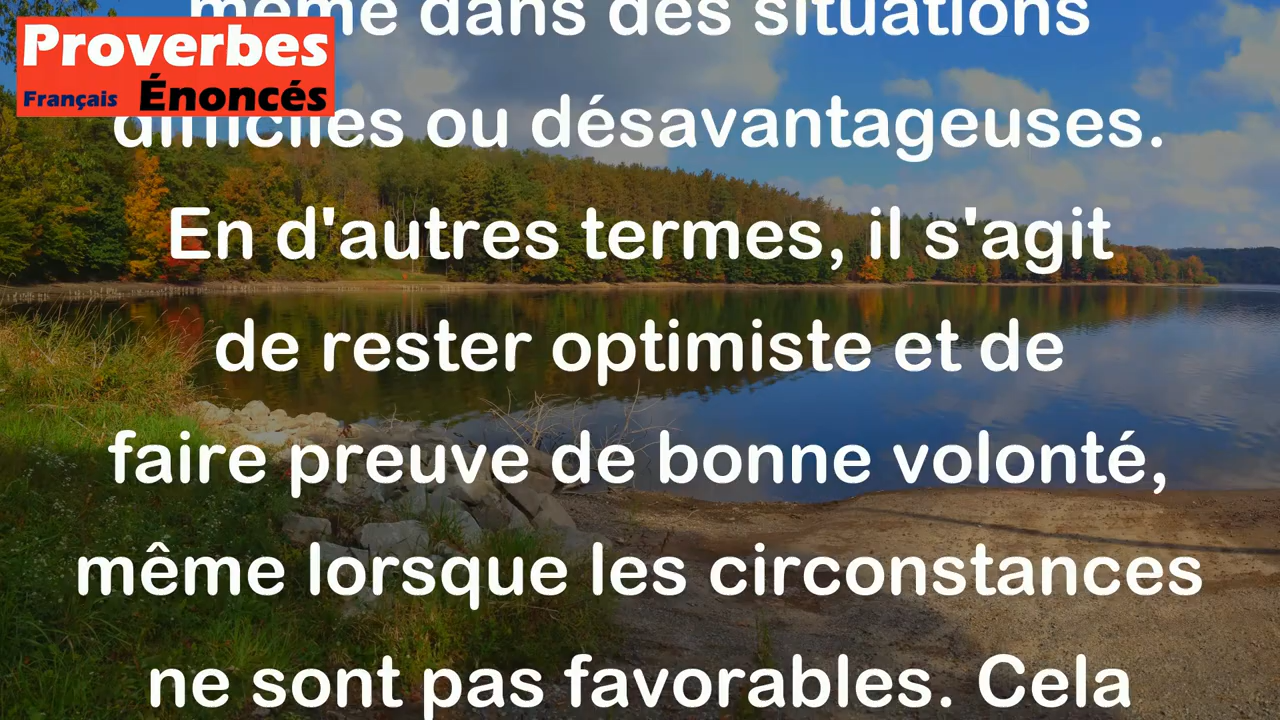 Proverbes
Français Énoncés
même dans des situations
difficiles ou désavantageuses.
En d'autres termes, il s'agit
de rester optimiste et de
faire preuve de bonne volonté,
même lorsque les circonstances
ne sont pas favorables. Cela